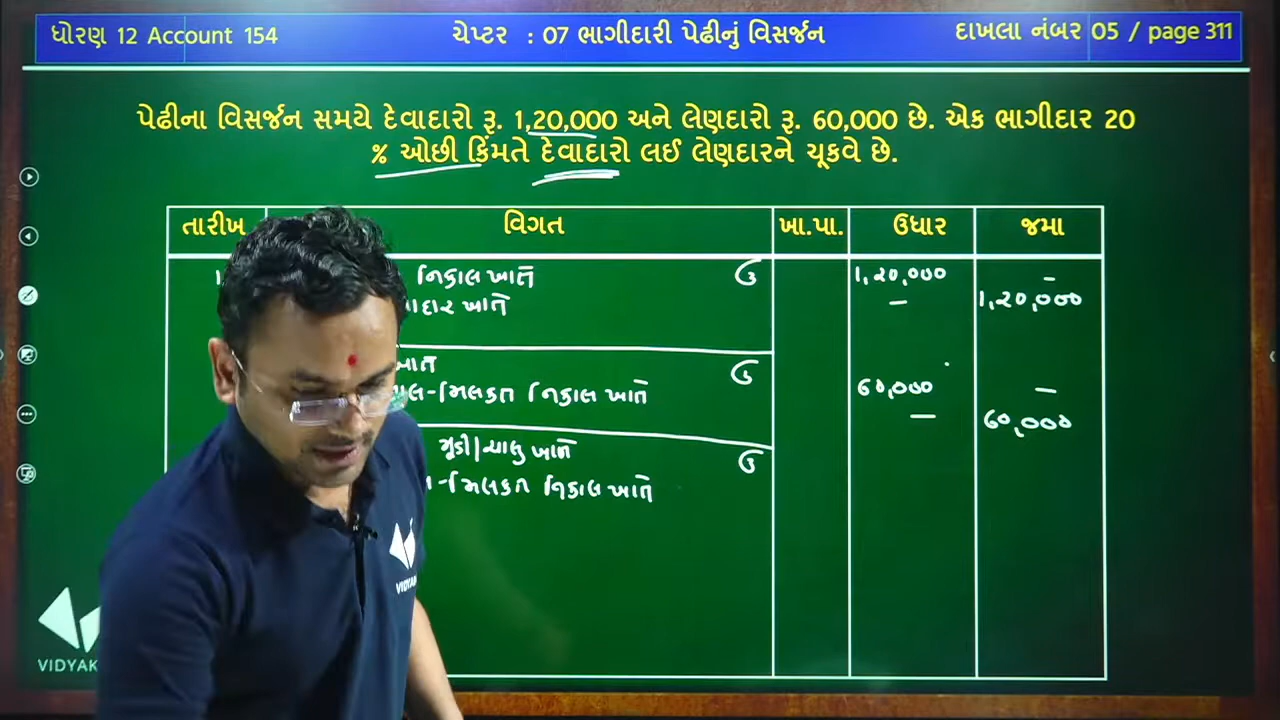 ધોરણ 12 Account 154
ચેપ્ટર : 07 ભાગીદારી પેઢીનું વિસર્જન
દાખલા નંબર 05 / page 311
પેઢીના વિસર્જન સમયે દેવાદારો રૂ. 1,20,000 અને લેણદારો રૂ. 60,000 છે. એક ભાગીદાર 20
% ઓછી કિંમતે દેવાદારો લઈ લેણદારને ચૂકવે છે.
તારીખ વિગત ખા.પા. ઉધાર જમા
નિકાલ ખાતે ઉ 1,20,000 –
ખાતે – 1,20,000
ખાતે ઉ
મિલકત નિકાલ ખાતે 60,000 –
– 60,000
મૂડી/ચાલુ ખાતે ઉ
-મિલકત નિકાલ ખાતે
VIDYAK
VIDYAK